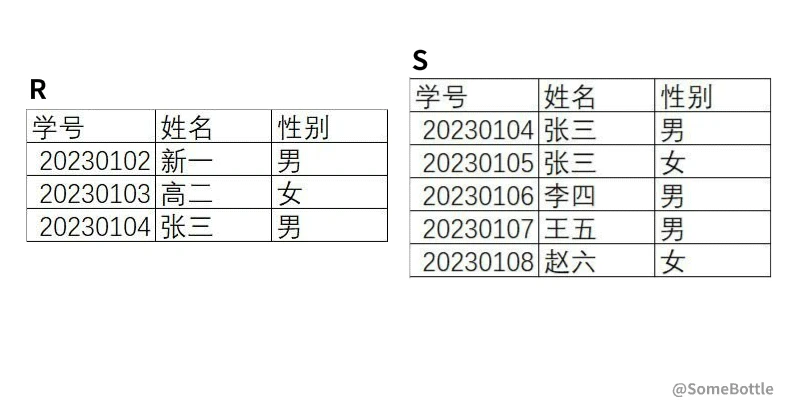 R
学号 姓名 性别
20230102 新一 男
20230103 高二 女
20230104 张三 男
S
学号 姓名 性别
20230104 张三 男
20230105 张三 女
20230106 李四 男
20230107 王五 男
20230108 赵六 女
@SomeBottle